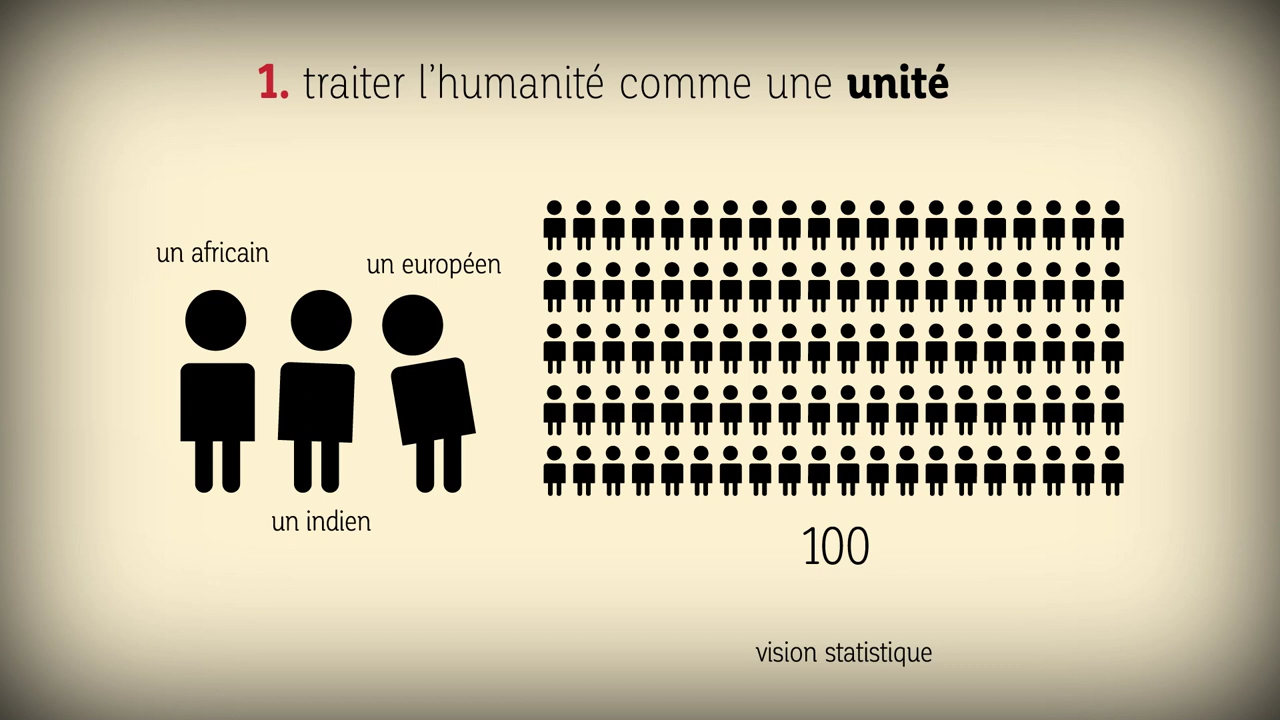 1. traiter l’humanité comme une unité
un africain
un européen
un indien
100
vision statistique